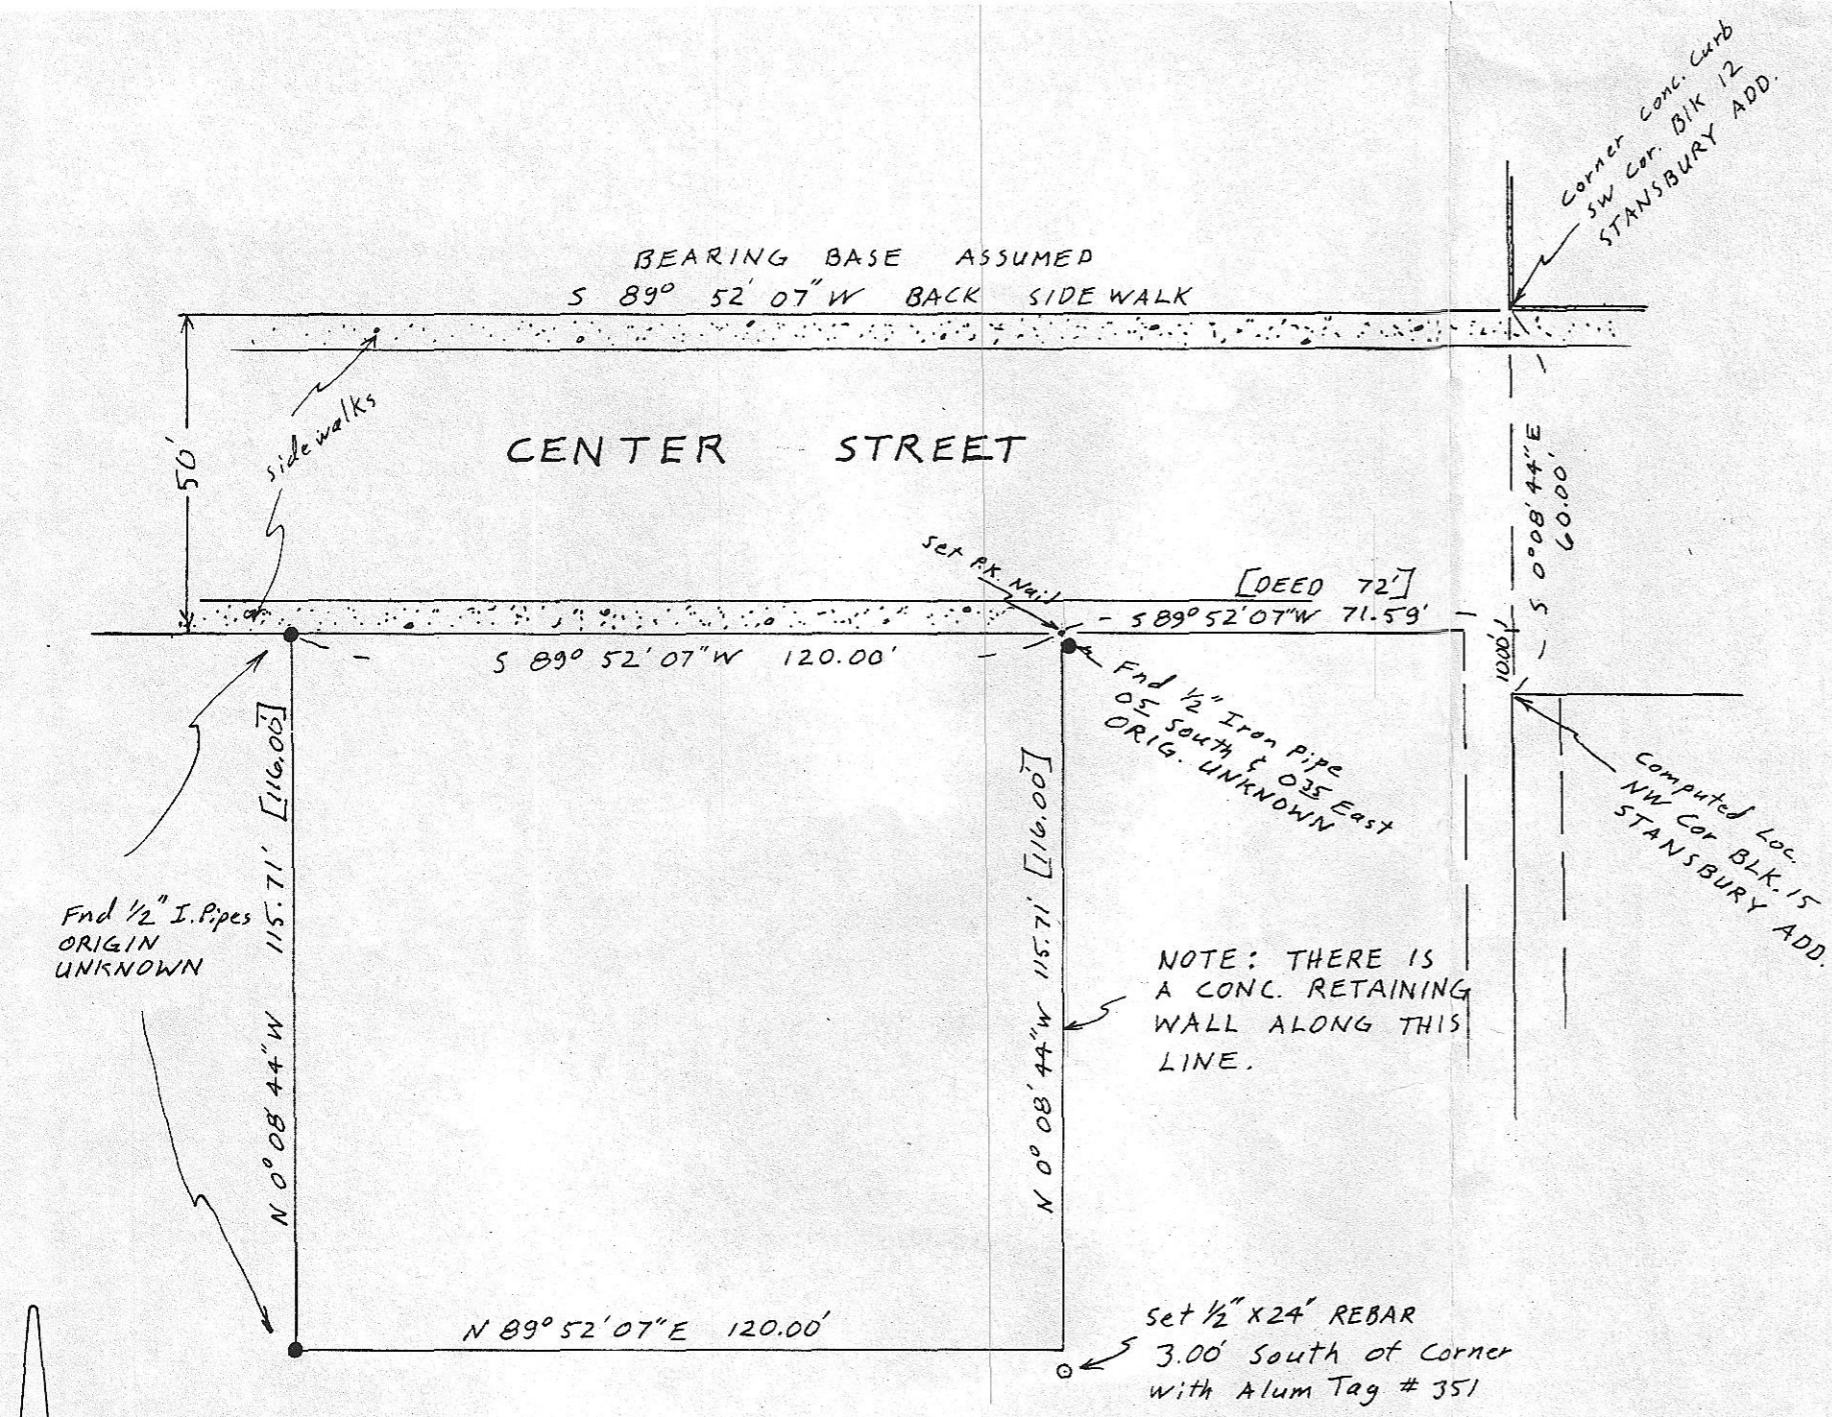 Corner Conc. Curb
SW Cor. Blk 12
STANSBURY ADD.
BEARING BASE ASSUMED
S 89° 52' 07" W BACK SIDEWALK
50'
sidewalks
CENTER STREET
S 0°08'44"E
60.00'
set P.K. Nail
[DEED 72']
S 89° 52' 07"W 71.59'
10.00'
S 89° 52' 07"W 120.00'
Fnd 1/2" Iron Pipe
0.5 South & 0.35 East
ORIG. UNKNOWN
Computed Loc.
NW Cor BLK. 15
STANSBURY ADD.
N 0° 08' 44"W 115.71' [116.00']
N 0° 08' 44"W 115.71' [116.00']
Fnd 1/2" I. Pipes
ORIGIN
UNKNOWN
NOTE: THERE IS
A CONC. RETAINING
WALL ALONG THIS
LINE.
N 89° 52' 07"E 120.00'
Set 1/2" x 24" REBAR
3.00' South of Corner
with Alum Tag # 351